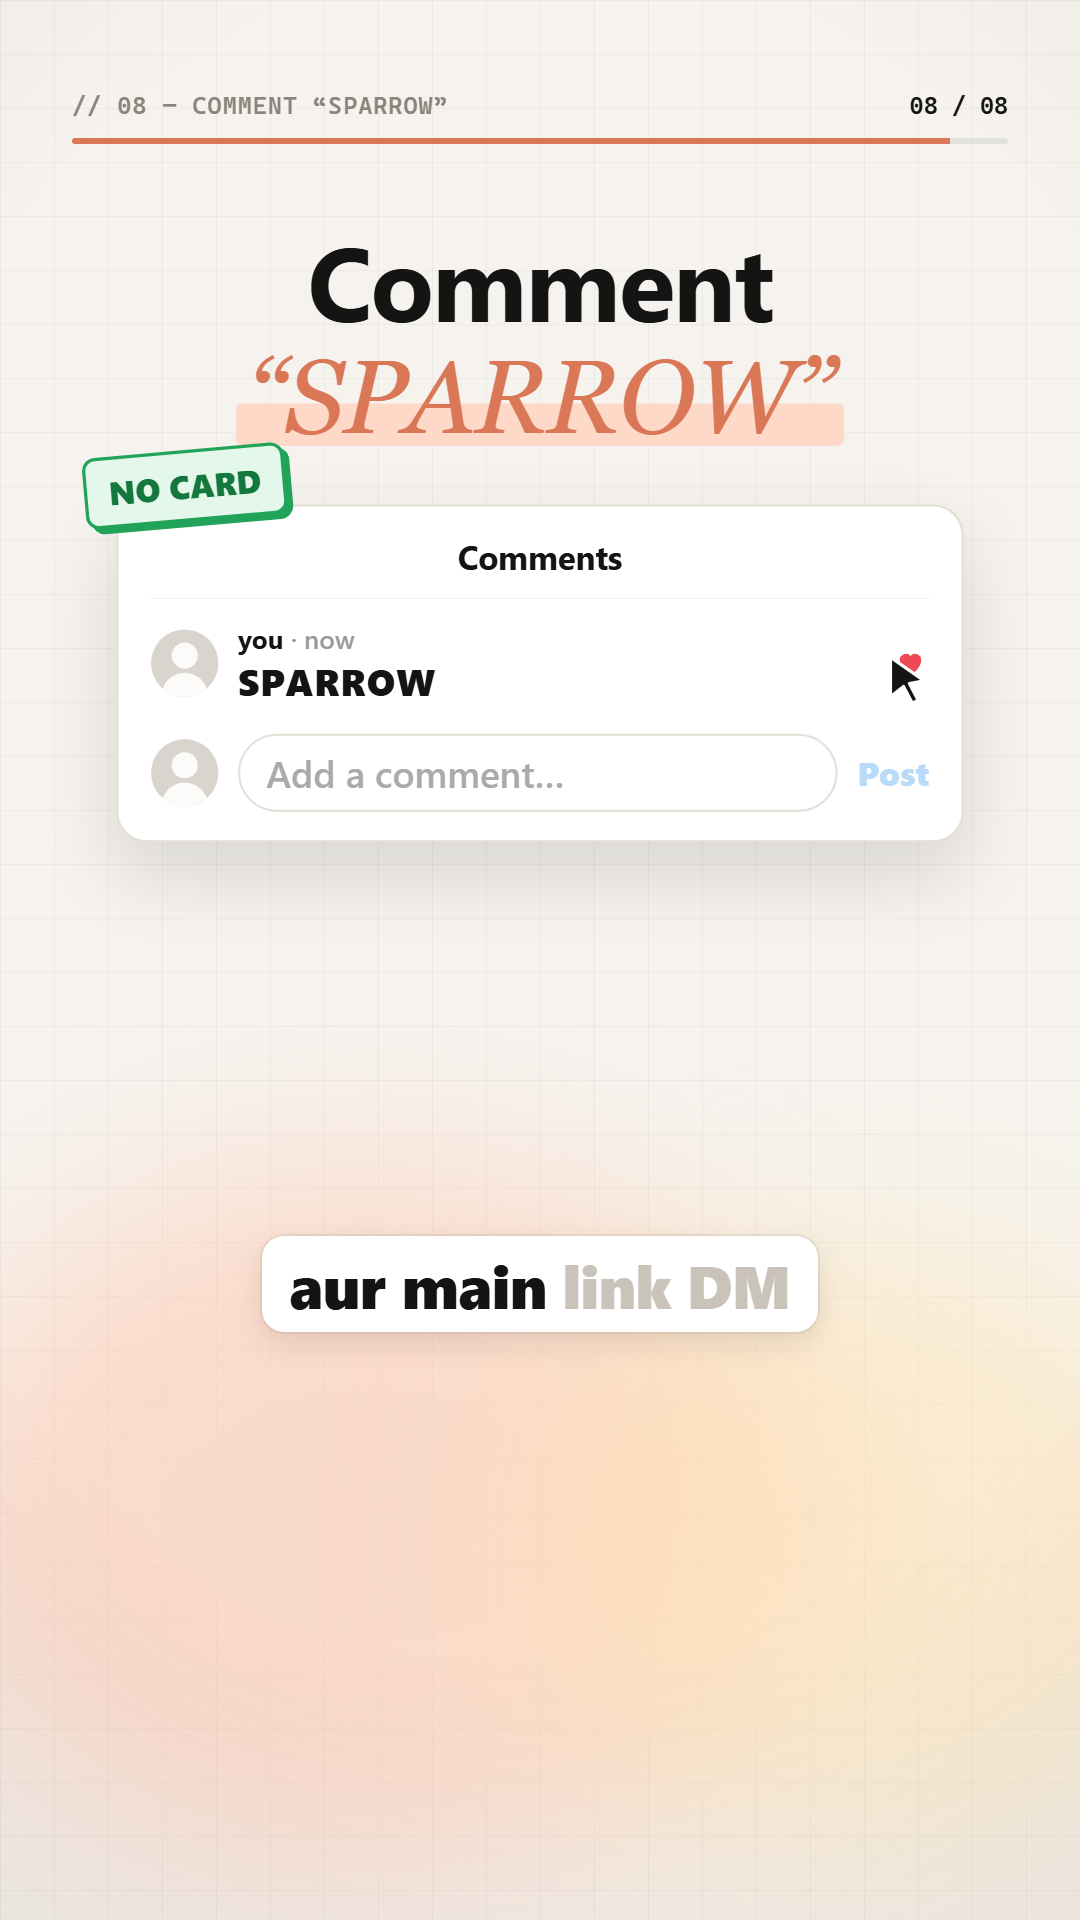 // 08 — COMMENT “SPARROW”
08 / 08
Comment
“SPARROW”
NO CARD
Comments
you · now
SPARROW
Add a comment...
Post
aur main link DM